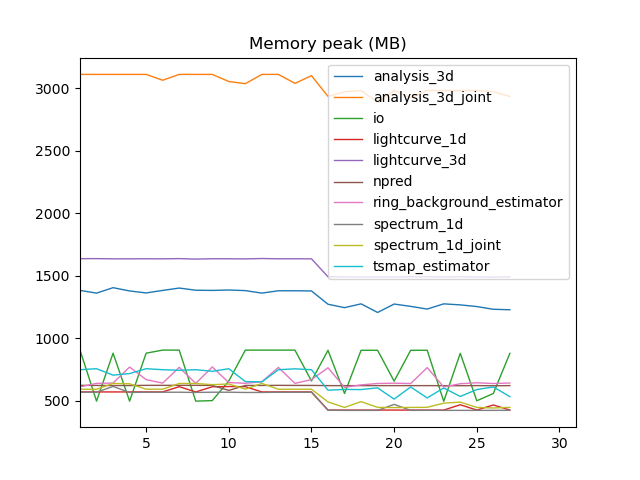 Memory peak (MB)
3000
2500
2000
1500
1000
500
analysis_3d
analysis_3d_joint
io
lightcurve_1d
lightcurve_3d
npred
ring_background_estimator
spectrum_1d
spectrum_1d_joint
tsmap_estimator
5 10 15 20 25 30